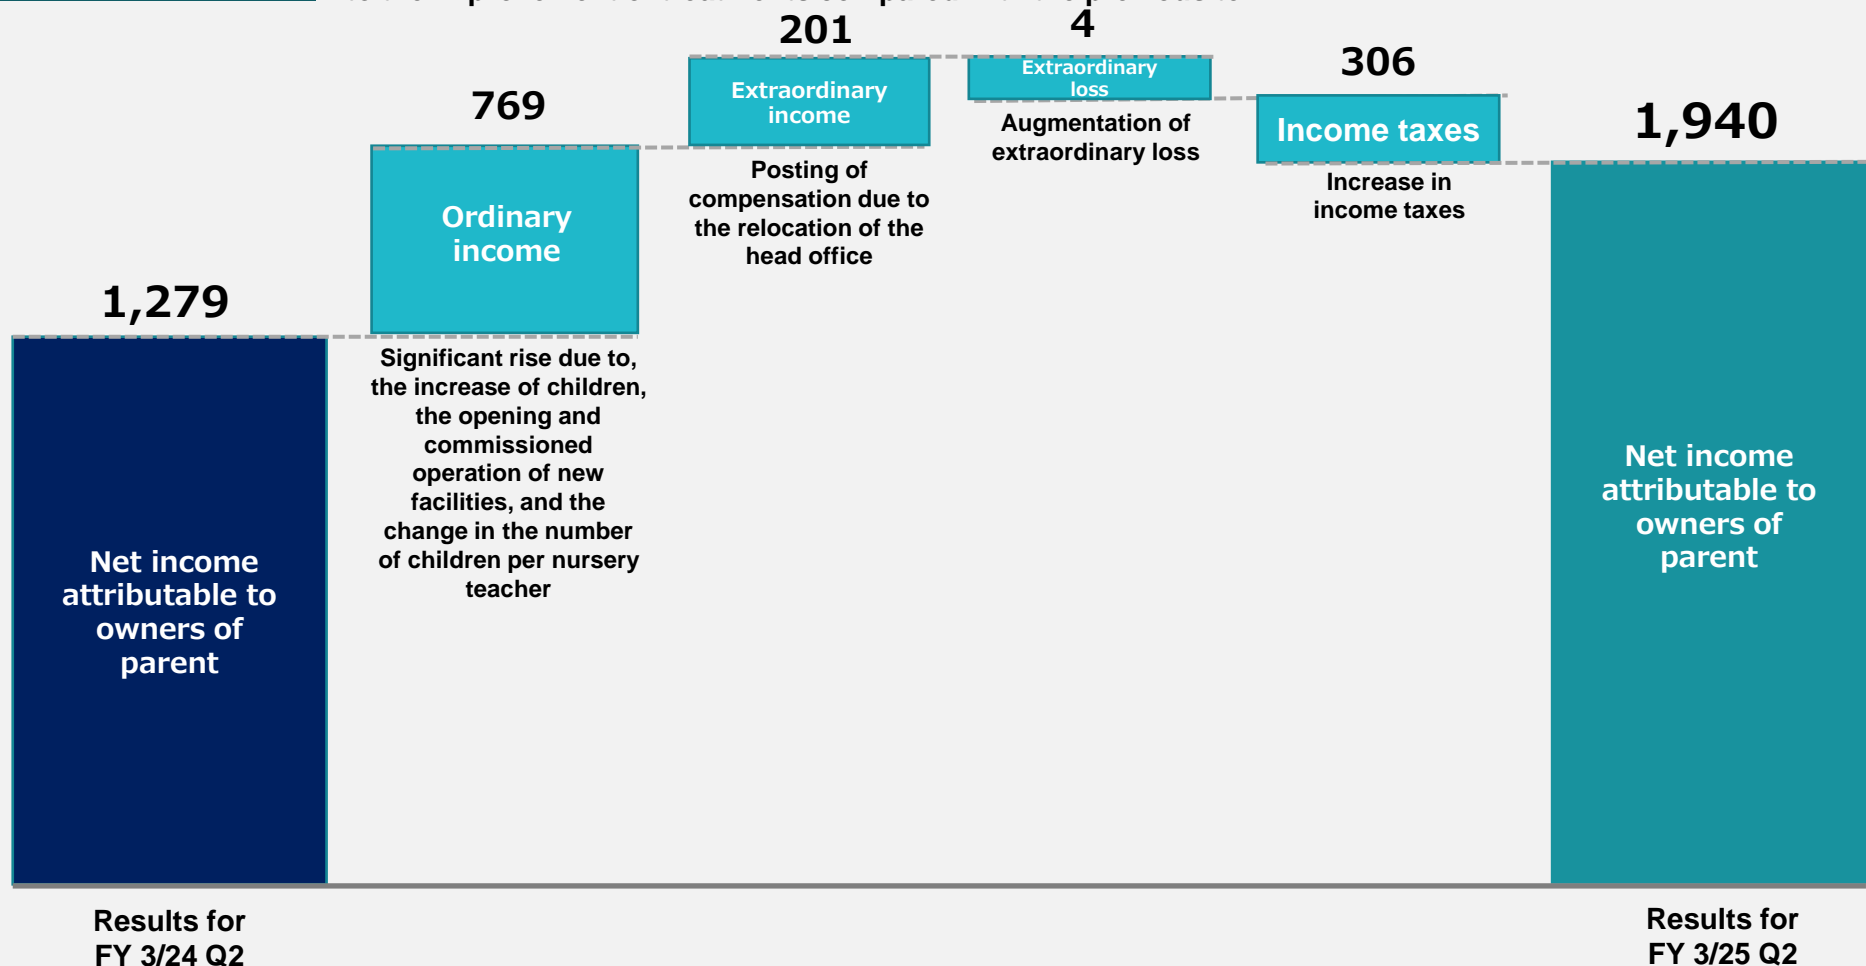 201
4
306
769
1,940
1,279
Extraordinary
income
Extraordinary
loss
Income taxes
Ordinary
income
Posting of
compensation due to
the relocation of the
head office
Augmentation of
extraordinary loss
Increase in
income taxes
Significant rise due to,
the increase of children,
the opening and
commissioned
operation of new
facilities, and the
change in the number
of children per nursery
teacher
Net income
attributable to
owners of
parent
Net income
attributable to
owners of
parent
Results for
FY 3/24 Q2
Results for
FY 3/25 Q2